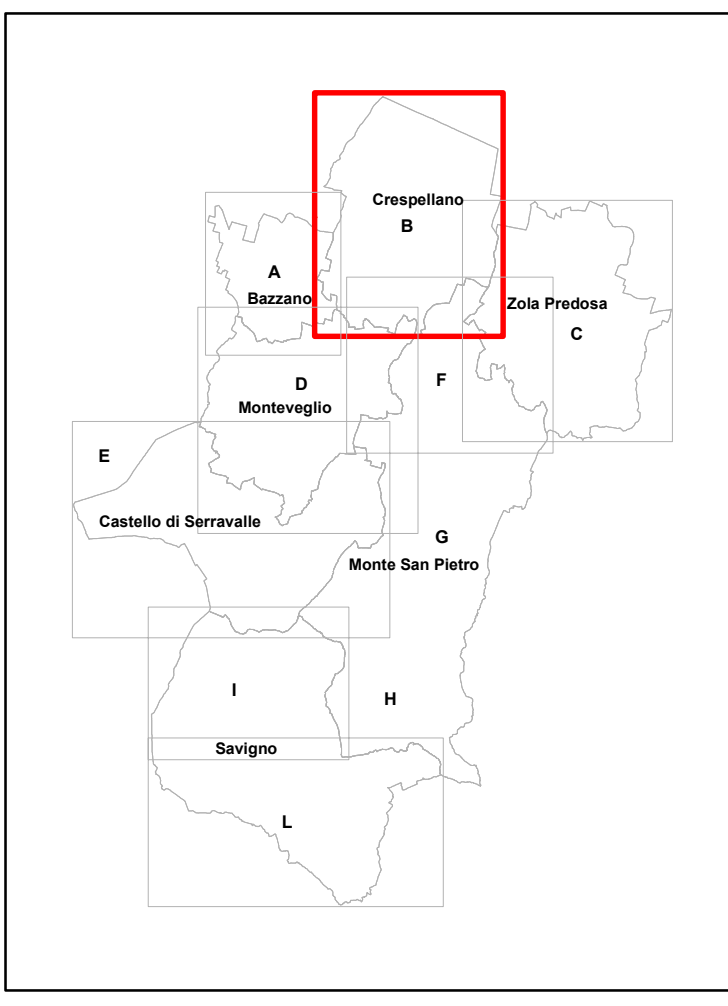 Crespellano
B
A
Bazzano
Zola Predosa
C
D
Monteveglio
F
E
Castello di Serravalle
G
Monte San Pietro
I
H
Savigno
L